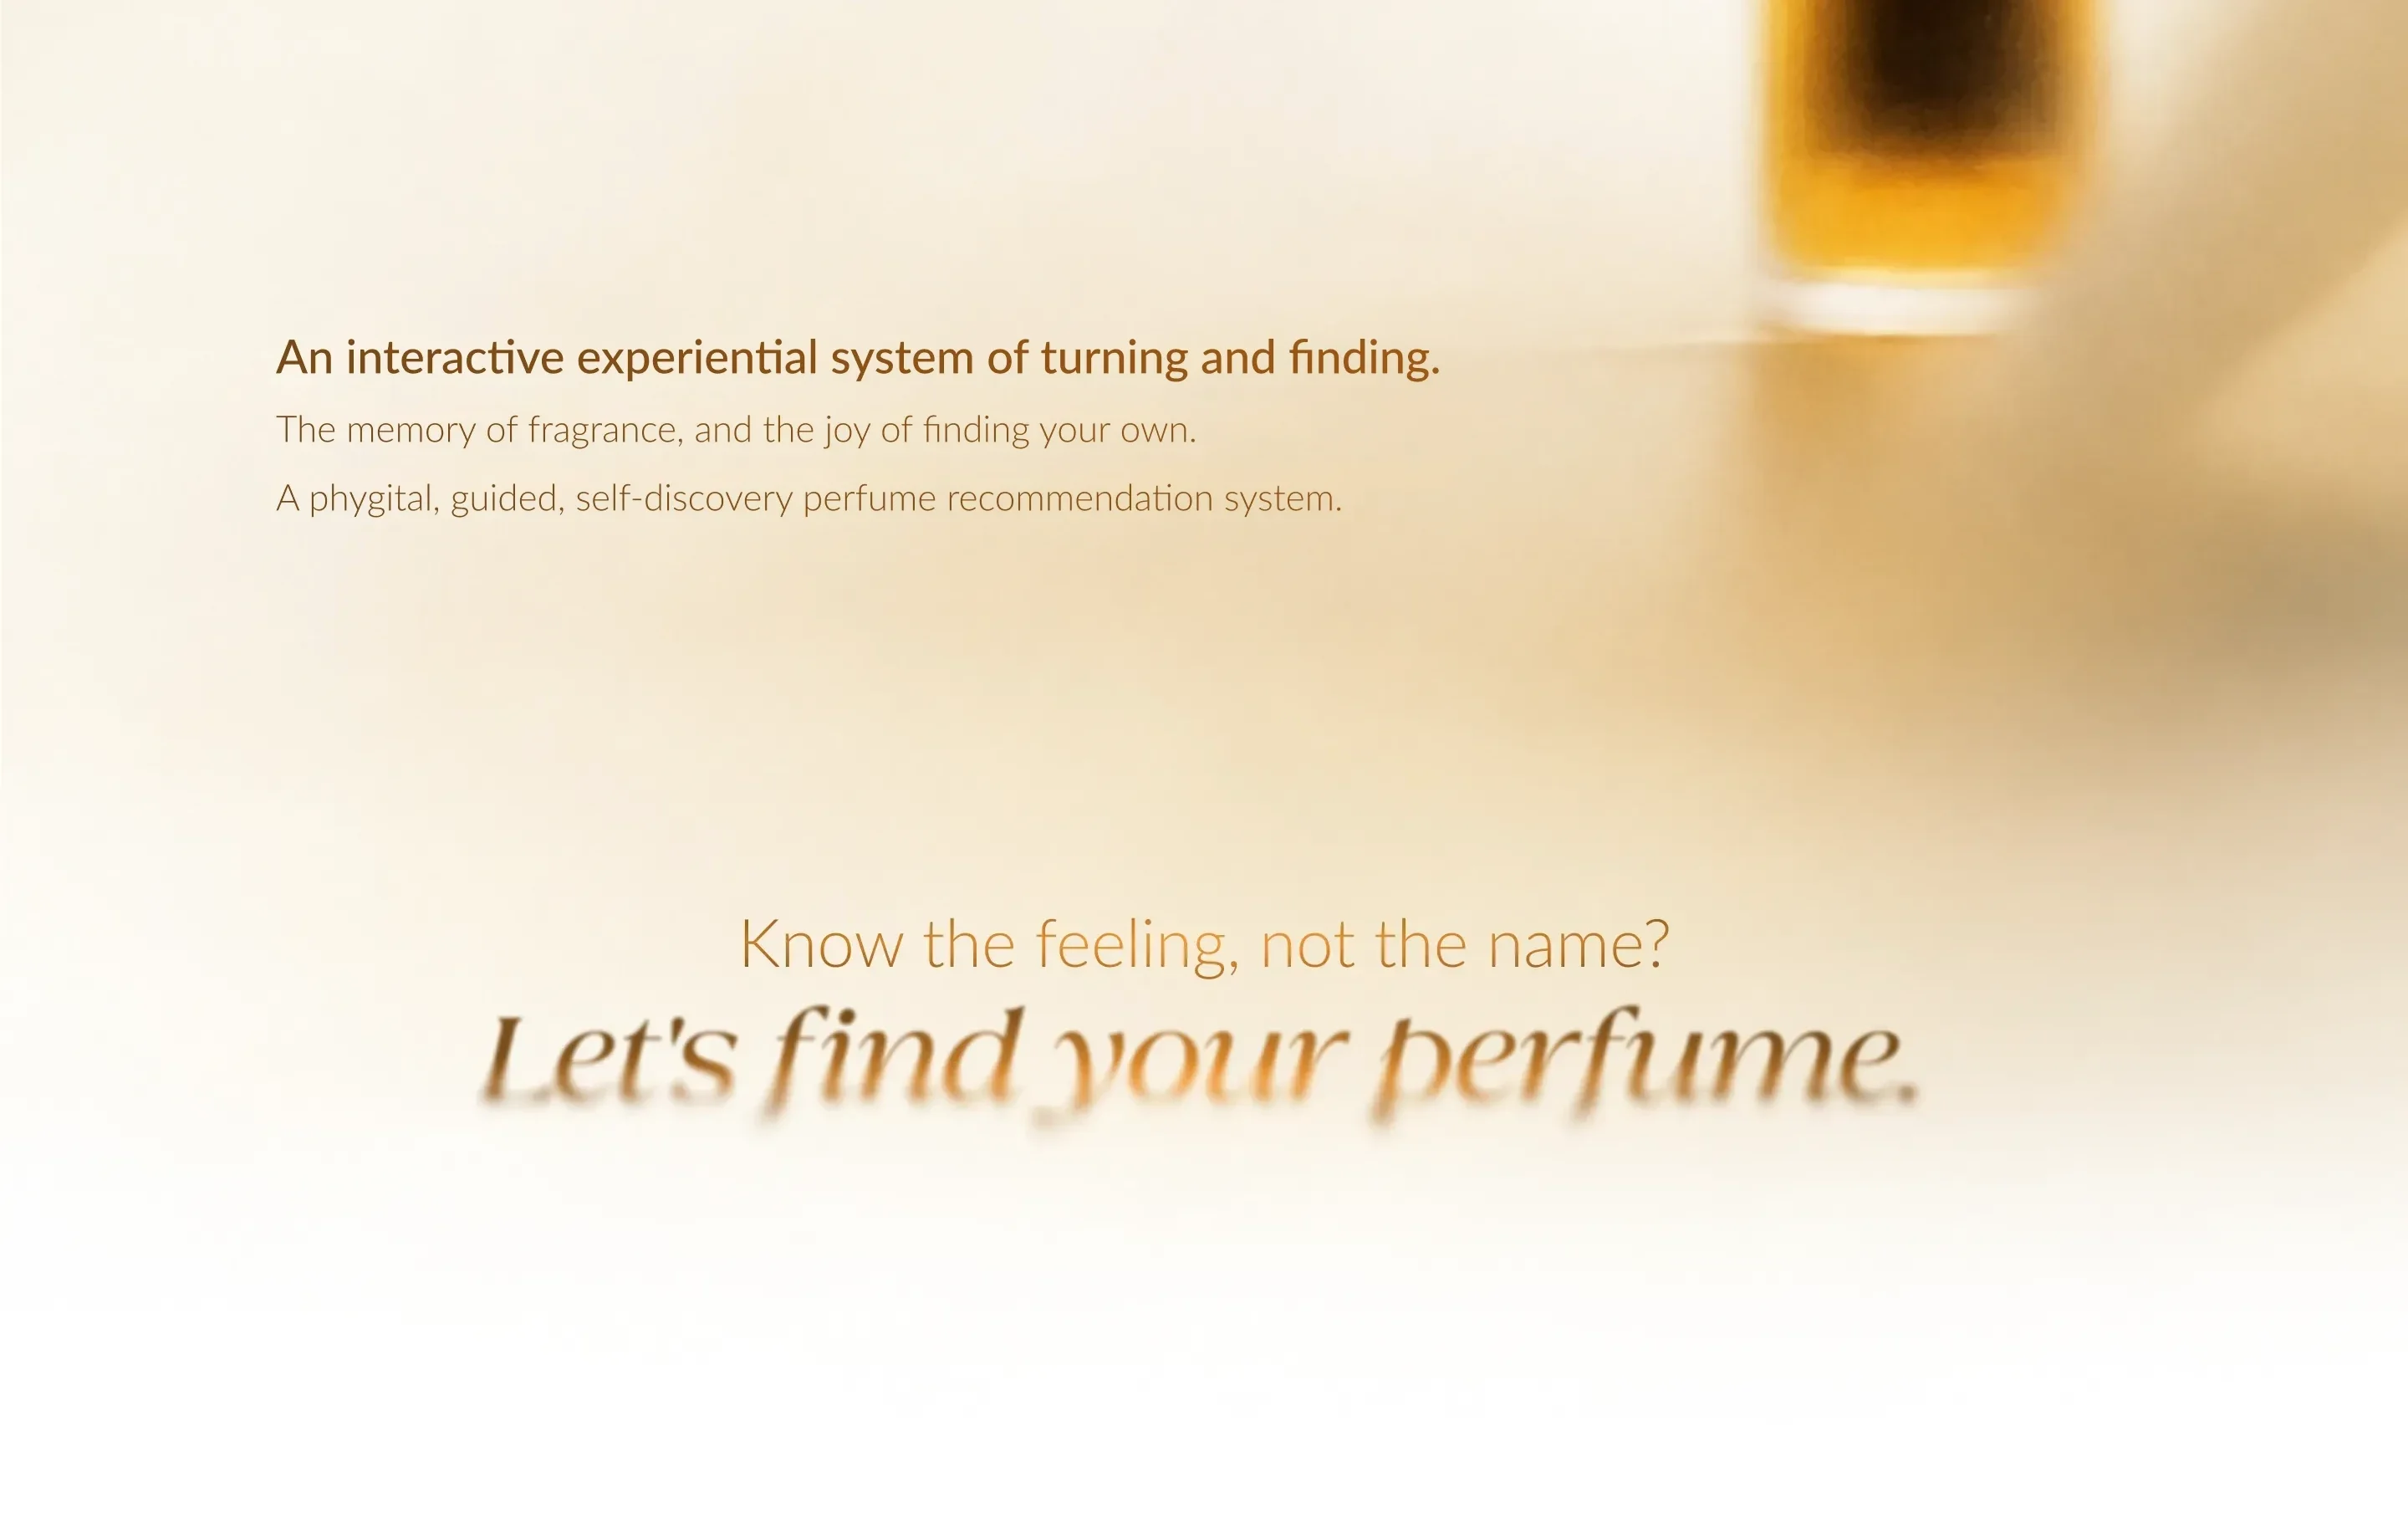 An interactive experiential system of turning and finding.
The memory of fragrance, and the joy of finding your own.
A phygital, guided, self-discovery perfume recommendation system.
Know the feeling, not the name?
Let's find your perfume.